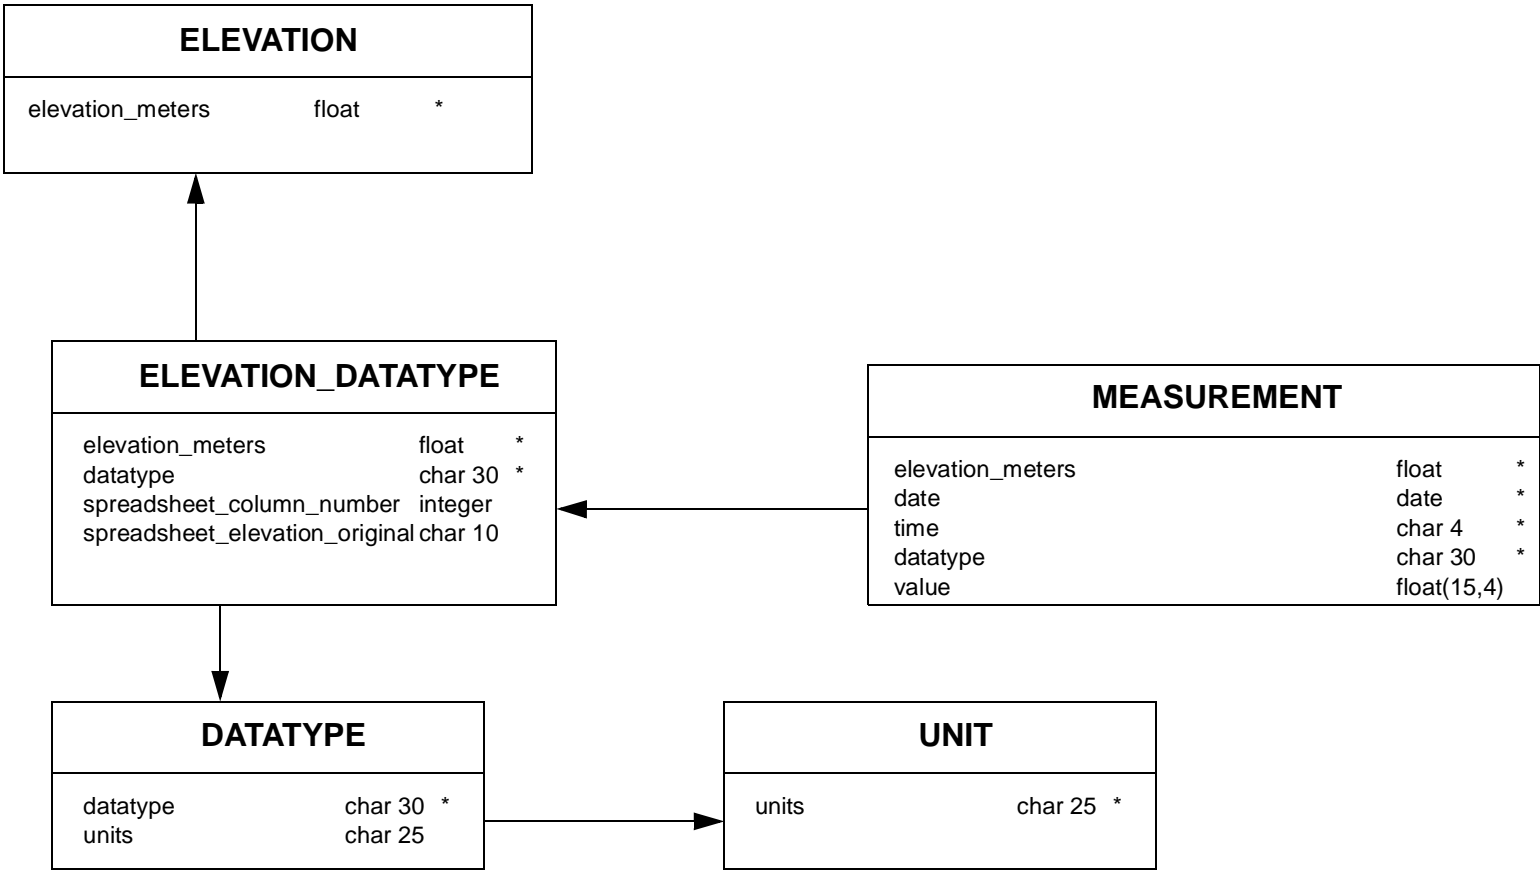 ELEVATION
elevation_meters float *
ELEVATION_DATATYPE
elevation_meters float *
datatype char 30 *
spreadsheet_column_number integer
spreadsheet_elevation_original char 10
MEASUREMENT
elevation_meters float *
date date *
time char 4 *
datatype char 30 *
value float(15,4)
DATATYPE
datatype char 30 *
units char 25
UNIT
units char 25 *